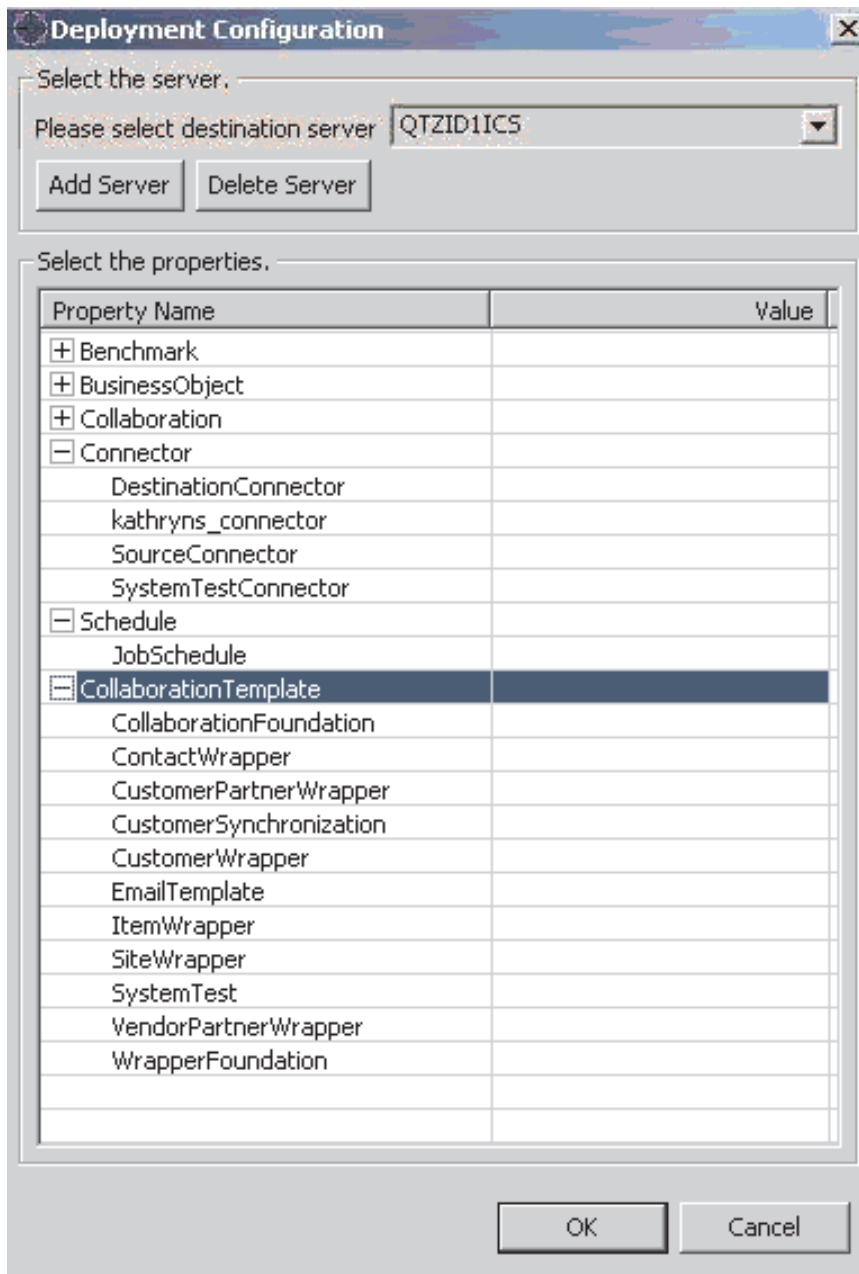 Deployment Configuration
Select the server.
Please select destination server QTZID1ICS
Add Server Delete Server
Select the properties.
Property Name Value
Benchmark
BusinessObject
Collaboration
Connector
DestinationConnector
kathryns_connector
SourceConnector
SystemTestConnector
Schedule
JobSchedule
CollaborationTemplate
CollaborationFoundation
ContactWrapper
CustomerPartnerWrapper
CustomerSynchronization
CustomerWrapper
EmailTemplate
ItemWrapper
SiteWrapper
SystemTest
VendorPartnerWrapper
WrapperFoundation
OK Cancel